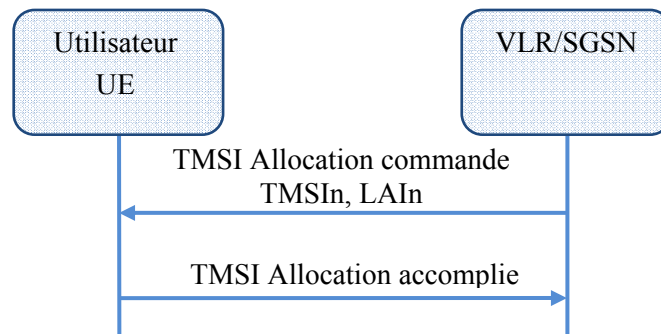 Utilisateur
UE
VLR/SGSN
TMSI Allocation commande
TMSIn, LAIn
TMSI Allocation accomplie